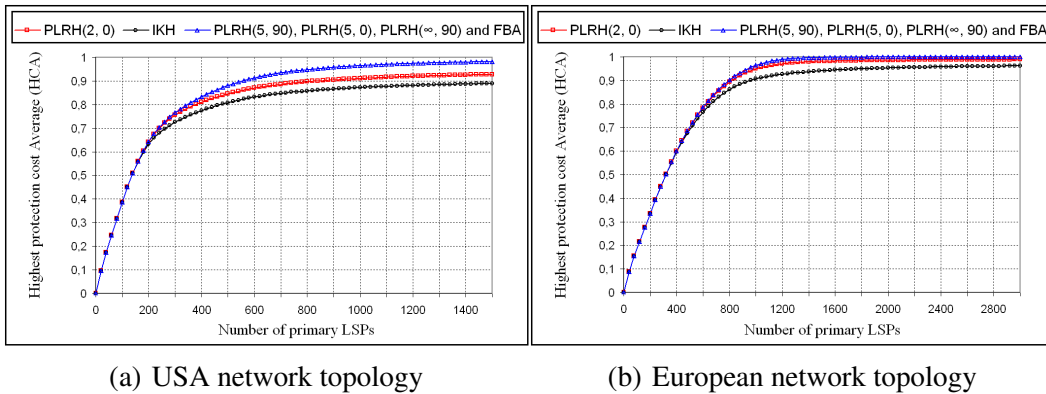 PLRH(2, 0) IKH PLRH(5, 90), PLRH(5, 0), PLRH(∞, 90) and FBA
Highest protection cost Average (HCA)
1
0,9
0,8
0,7
0,6
0,5
0,4
0,3
0,2
0,1
0
0 200 400 600 800 1000 1200 1400
Number of primary LSPs
(a) USA network topology
PLRH(2, 0) IKH PLRH(5, 90), PLRH(5, 0), PLRH(∞, 90) and FBA
Highest protection cost Average (HCA)
1
0,9
0,8
0,7
0,6
0,5
0,4
0,3
0,2
0,1
0
0 400 800 1200 1600 2000 2400 2800
Number of primary LSPs
(b) European network topology